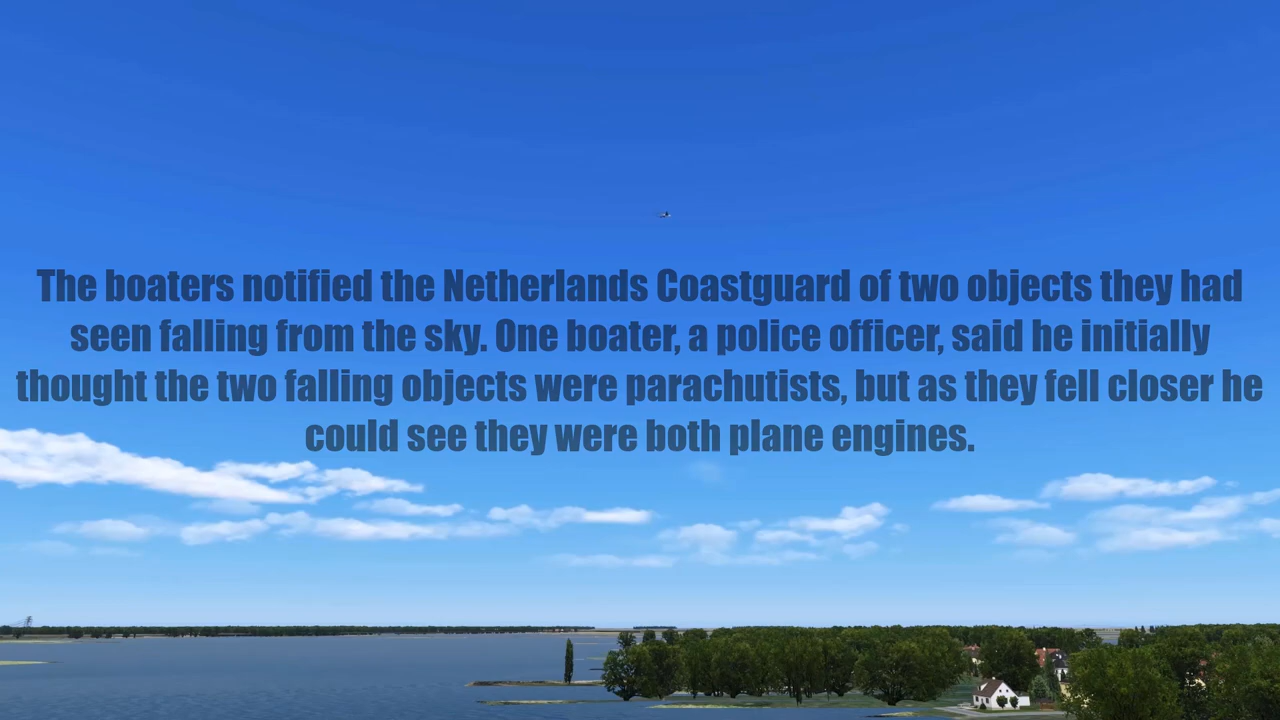 The boaters notified the Netherlands Coastguard of two objects they had
seen falling from the sky. One boater, a police officer, said he initially
thought the two falling objects were parachutists, but as they fell closer he
could see they were both plane engines.